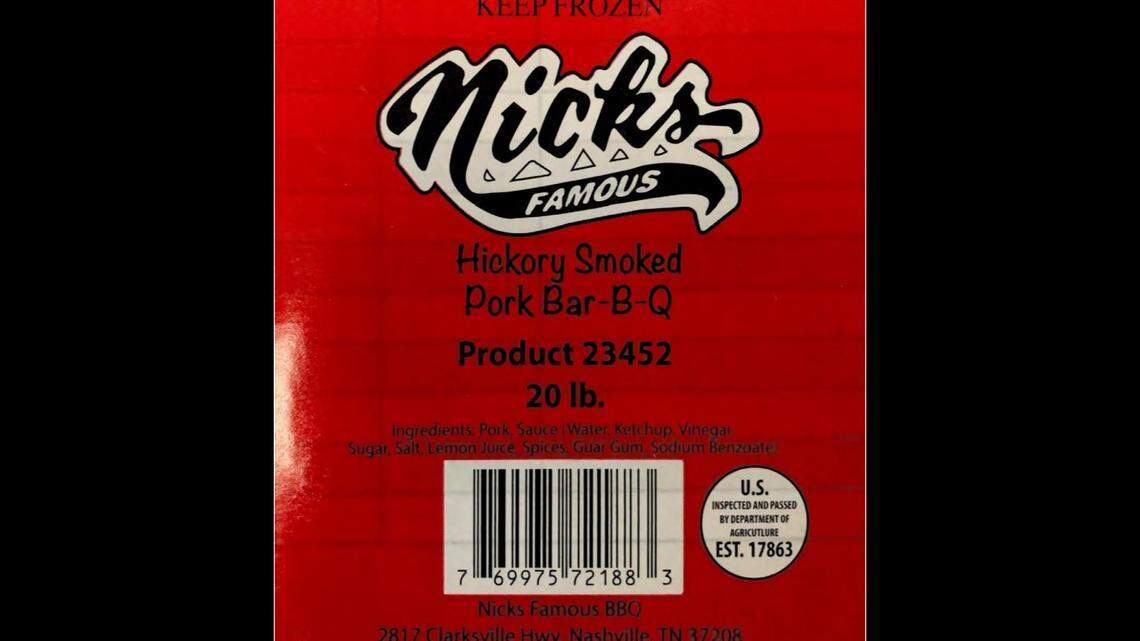 KEEP FROZEN
Nicks
FAMOUS
Hickory Smoked
Pork Bar-B-Q
Product 23452
20 lb.
Ingredients: Pork, Sauce (Water, Ketchup, Vinegar,
Sugar, Salt, Lemon Juice, Spices, Guar Gum, Sodium Benzoate)
7 69975 72188 3
U.S.
INSPECTED AND PASSED
BY DEPARTMENT OF
AGRICUTLURE
EST. 17863
Nicks Famous BBQ
2817 Clarksville Hwy, Nashville, TN 37208